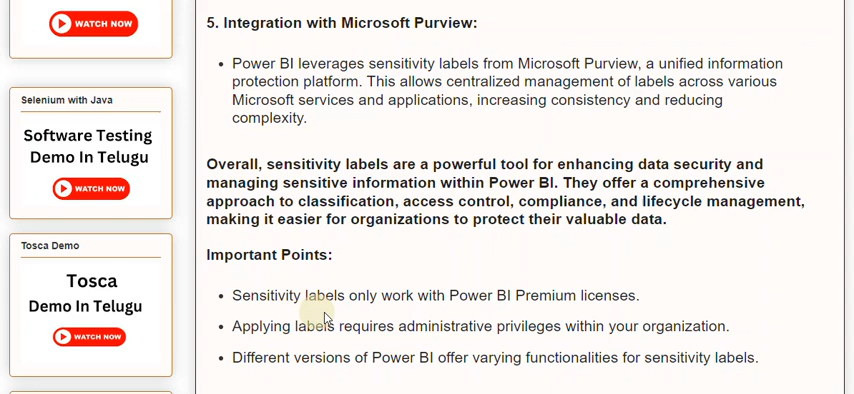 WATCH NOW
Selenium with Java
Software Testing
Demo In Telugu
WATCH NOW
Tosca Demo
Tosca
Demo In Telugu
WATCH NOW
5. Integration with Microsoft Purview:
• Power BI leverages sensitivity labels from Microsoft Purview, a unified information
protection platform. This allows centralized management of labels across various
Microsoft services and applications, increasing consistency and reducing
complexity.
Overall, sensitivity labels are a powerful tool for enhancing data security and
managing sensitive information within Power BI. They offer a comprehensive
approach to classification, access control, compliance, and lifecycle management,
making it easier for organizations to protect their valuable data.
Important Points:
• Sensitivity labels only work with Power BI Premium licenses.
• Applying labels requires administrative privileges within your organization.
• Different versions of Power BI offer varying functionalities for sensitivity labels.